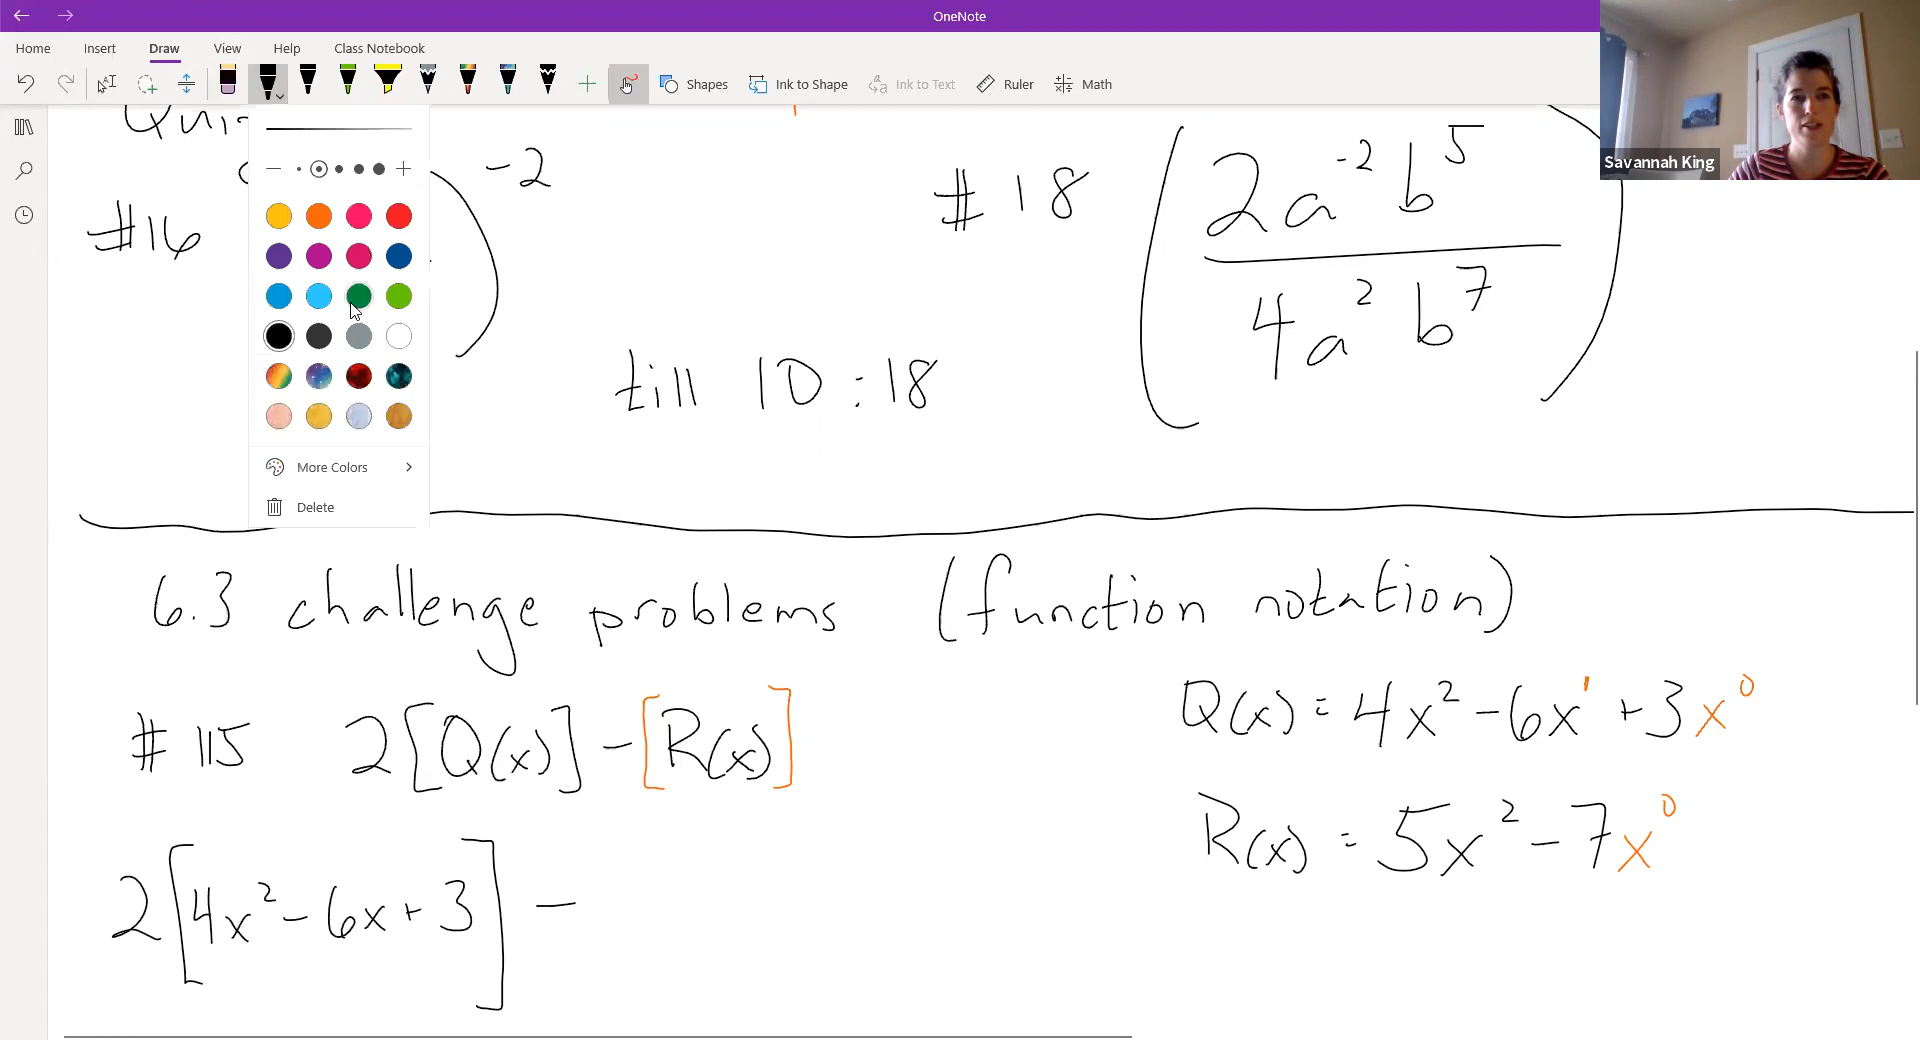 OneNote
Home Insert Draw View Help Class Notebook
Shapes Ink to Shape Ink to Text Ruler Math
Savannah King
#16
-2
#18 (2a^-2 b^5 / 4a^2 b^7)
till 10:18
More Colors
Delete
6.3 challenge problems (function notation)
#115 2[Q(x)] - [R(x)]
Q(x) = 4x^2 - 6x^1 + 3x^0
R(x) = 5x^2 - 7x^0
2[4x^2 - 6x + 3] -